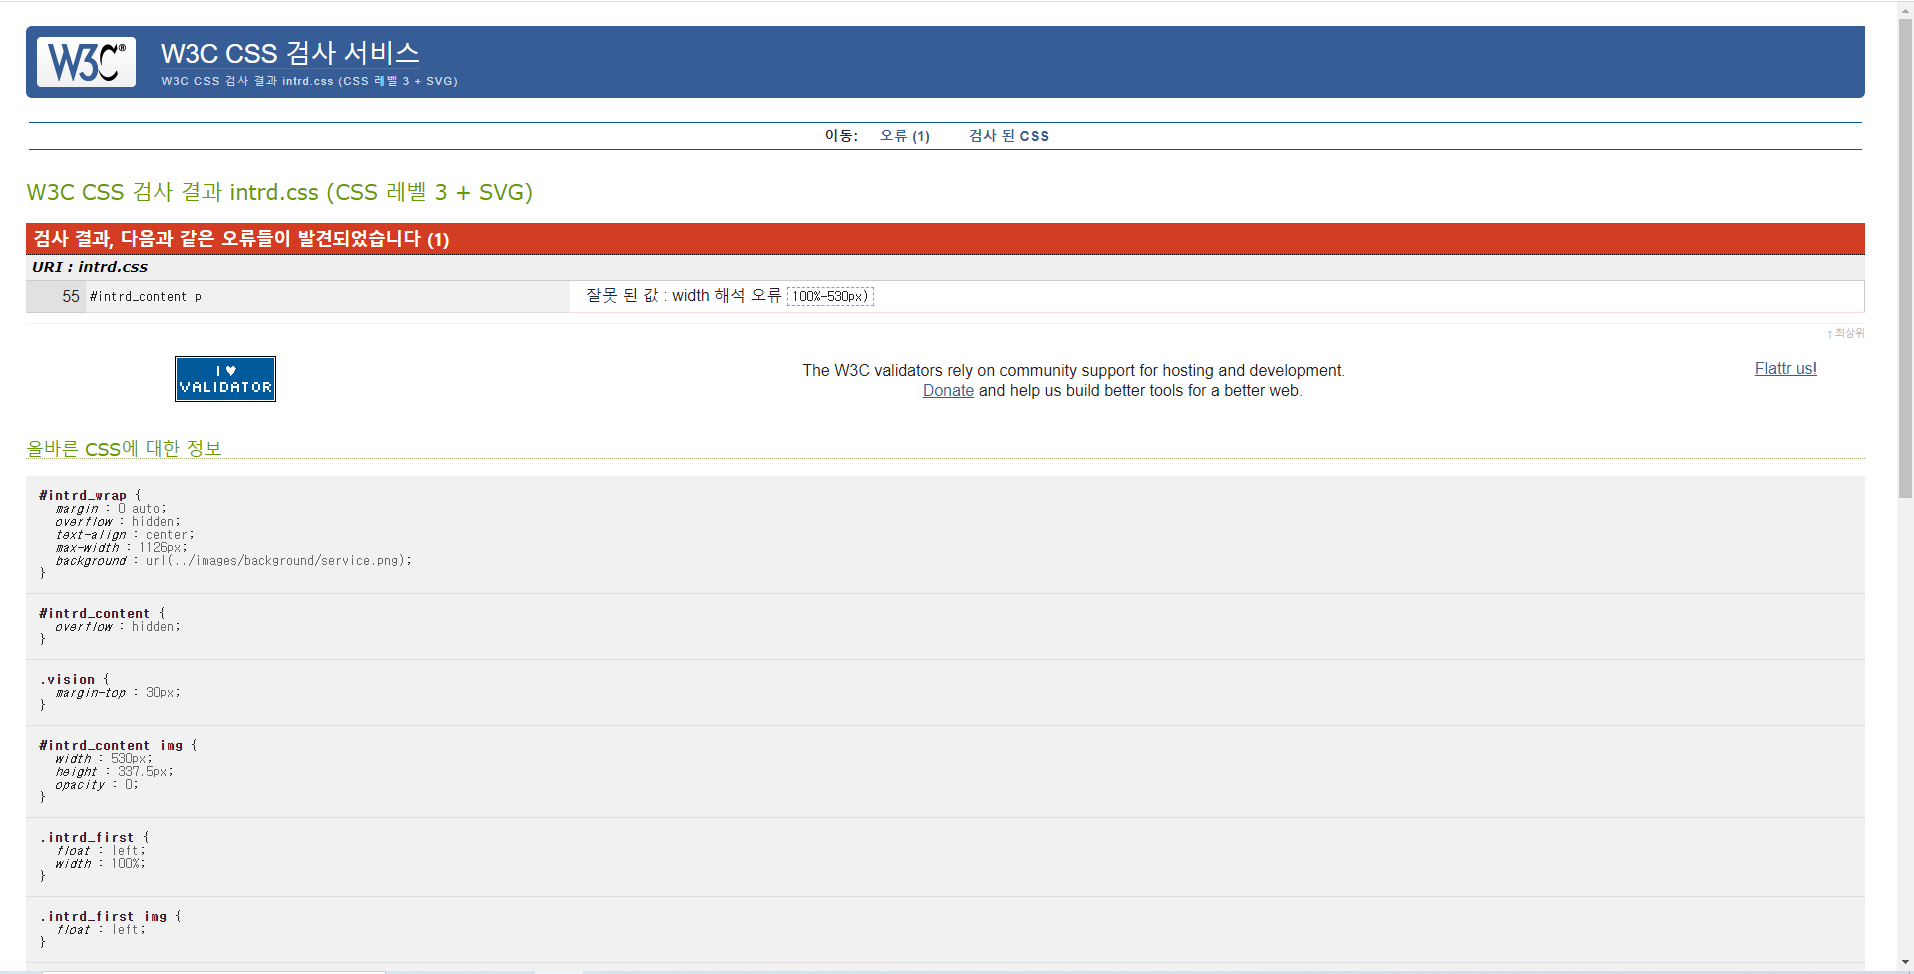 W3C®
W3C CSS 검사 서비스
W3C CSS 검사 결과 intrd.css (CSS 레벨 3 + SVG)
이동: 오류 (1) 검사 된 CSS
W3C CSS 검사 결과 intrd.css (CSS 레벨 3 + SVG)
검사 결과, 다음과 같은 오류들이 발견되었습니다 (1)
URI : intrd.css
55 #intrd_content p 잘못 된 값 : width 해석 오류 100%-530px)
↑ 최상위
I ♥
VALIDATOR
The W3C validators rely on community support for hosting and development.
Donate and help us build better tools for a better web.
Flattr us!
올바른 CSS에 대한 정보
#intrd_wrap {
margin : 0 auto;
overflow : hidden;
text-align : center;
max-width : 1126px;
background : url(../images/background/service.png);
}
#intrd_content {
overflow : hidden;
}
.vision {
margin-top : 30px;
}
#intrd_content img {
width : 530px;
height : 337.5px;
opacity : 0;
}
.intrd_first {
float : left;
width : 100%;
}
.intrd_first img {
float : left;
}